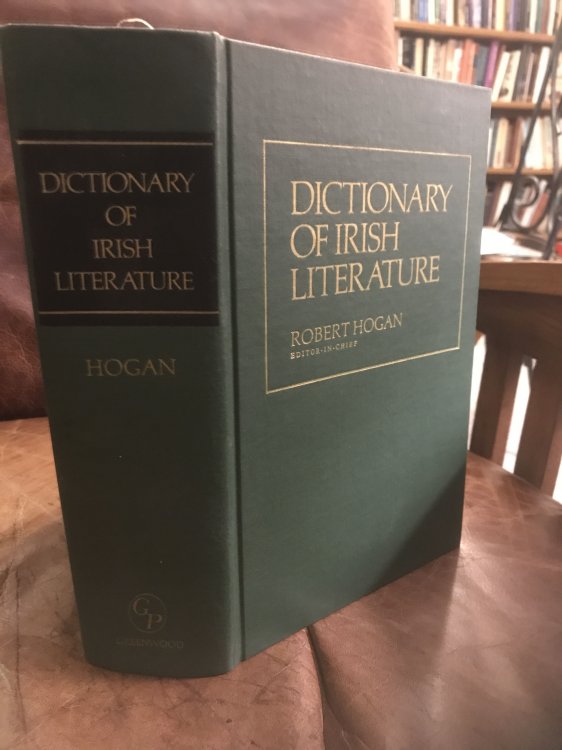 DICTIONARY
OF
IRISH
LITERATURE
HOGAN
GP
GREENWOOD
DICTIONARY
OF IRISH
LITERATURE
ROBERT HOGAN
EDITOR-IN-CHIEF